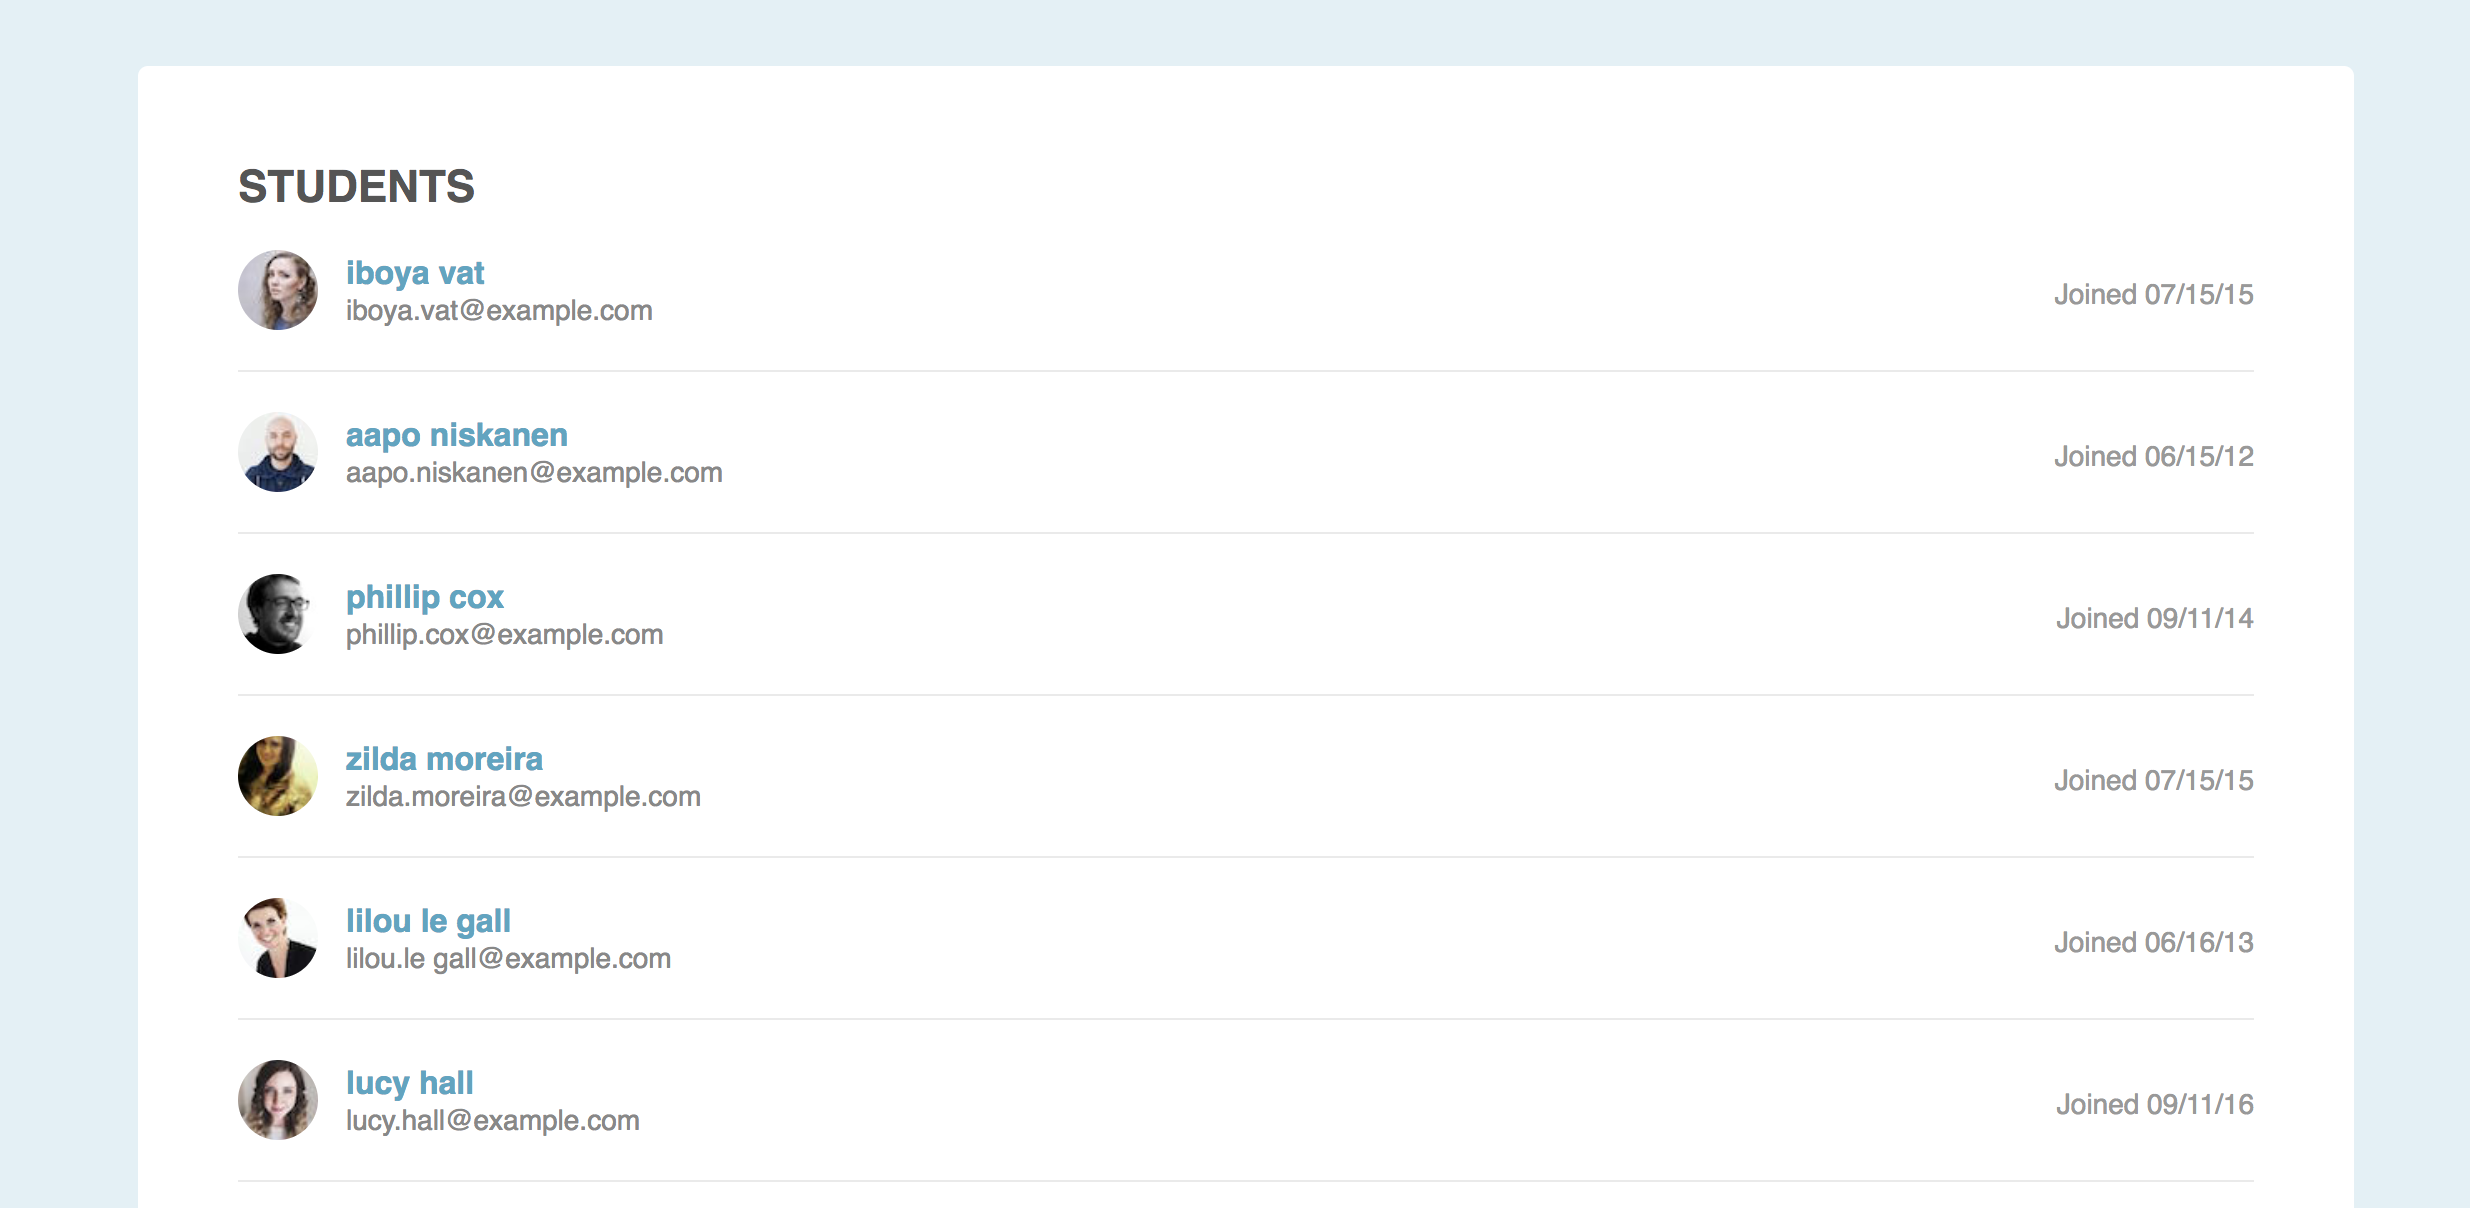 STUDENTS
iboya vat
iboya.vat@example.com
Joined 07/15/15
aapo niskanen
aapo.niskanen@example.com
Joined 06/15/12
phillip cox
phillip.cox@example.com
Joined 09/11/14
zilda moreira
zilda.moreira@example.com
Joined 07/15/15
lilou le gall
lilou.le gall@example.com
Joined 06/16/13
lucy hall
lucy.hall@example.com
Joined 09/11/16